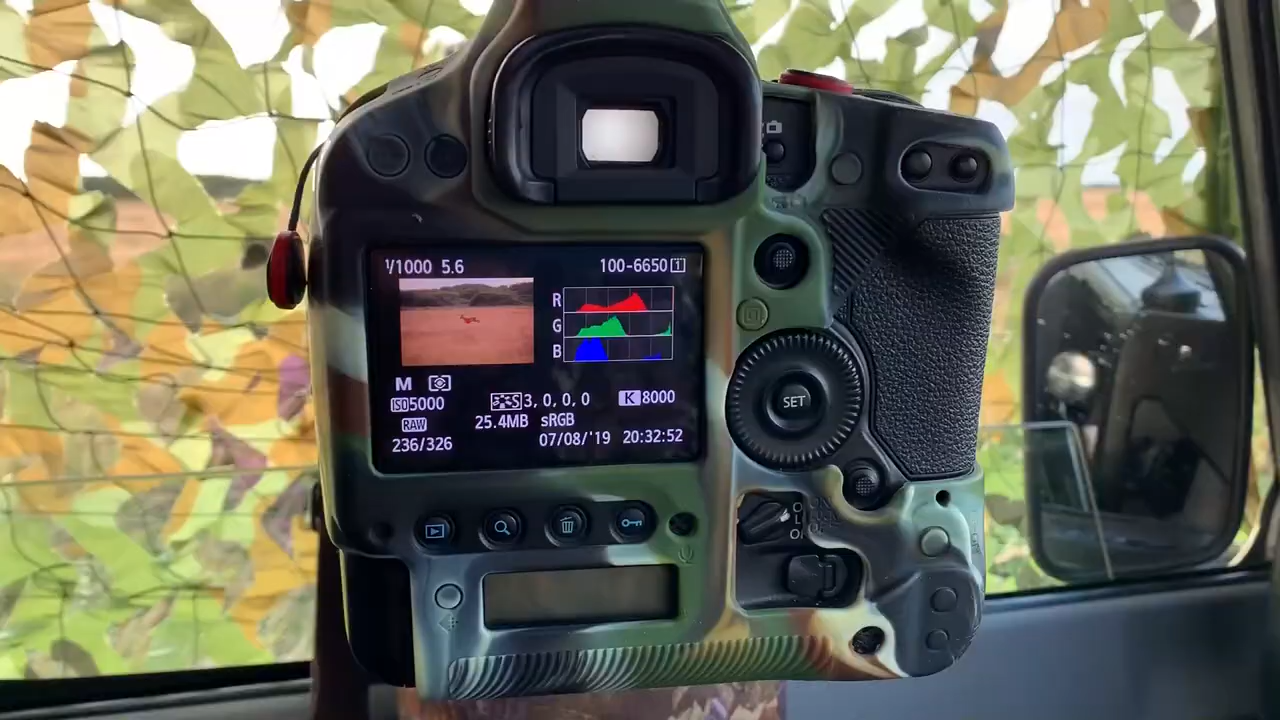 1/1000 5.6 100-6650 1
R
G
B
M
ISO5000 S3, 0, 0, 0 K 8000
RAW 25.4MB sRGB
236/326 07/08/'19 20:32:52
SET